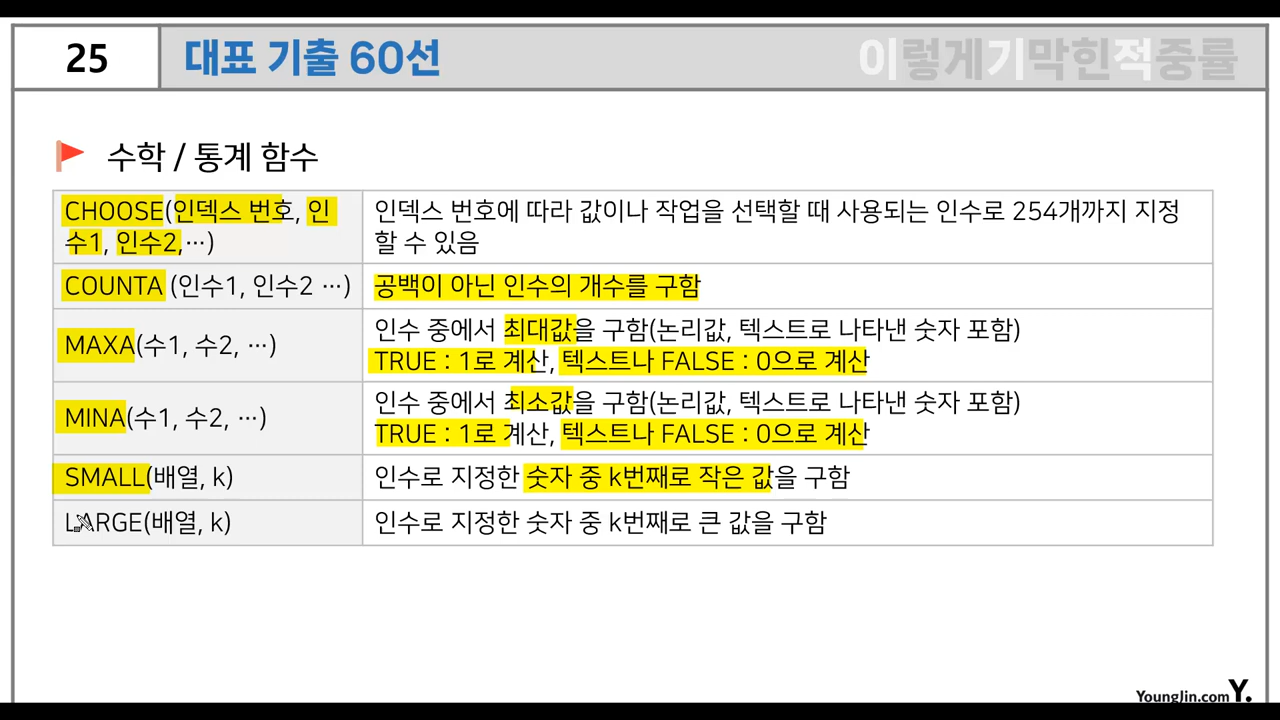 25
대표 기출 60선
이렇게기막힌적중률
수학 / 통계 함수
CHOOSE(인덱스 번호, 인
수1, 인수2,…)
인덱스 번호에 따라 값이나 작업을 선택할 때 사용되는 인수로 254개까지 지정
할 수 있음
COUNTA (인수1, 인수2 …)
공백이 아닌 인수의 개수를 구함
MAXA(수1, 수2, …)
인수 중에서 최대값을 구함(논리값, 텍스트로 나타낸 숫자 포함)
TRUE : 1로 계산, 텍스트나 FALSE : 0으로 계산
MINA(수1, 수2, …)
인수 중에서 최소값을 구함(논리값, 텍스트로 나타낸 숫자 포함)
TRUE : 1로 계산, 텍스트나 FALSE : 0으로 계산
SMALL(배열, k)
인수로 지정한 숫자 중 k번째로 작은 값을 구함
LARGE(배열, k)
인수로 지정한 숫자 중 k번째로 큰 값을 구함
YoungJin.com Y.